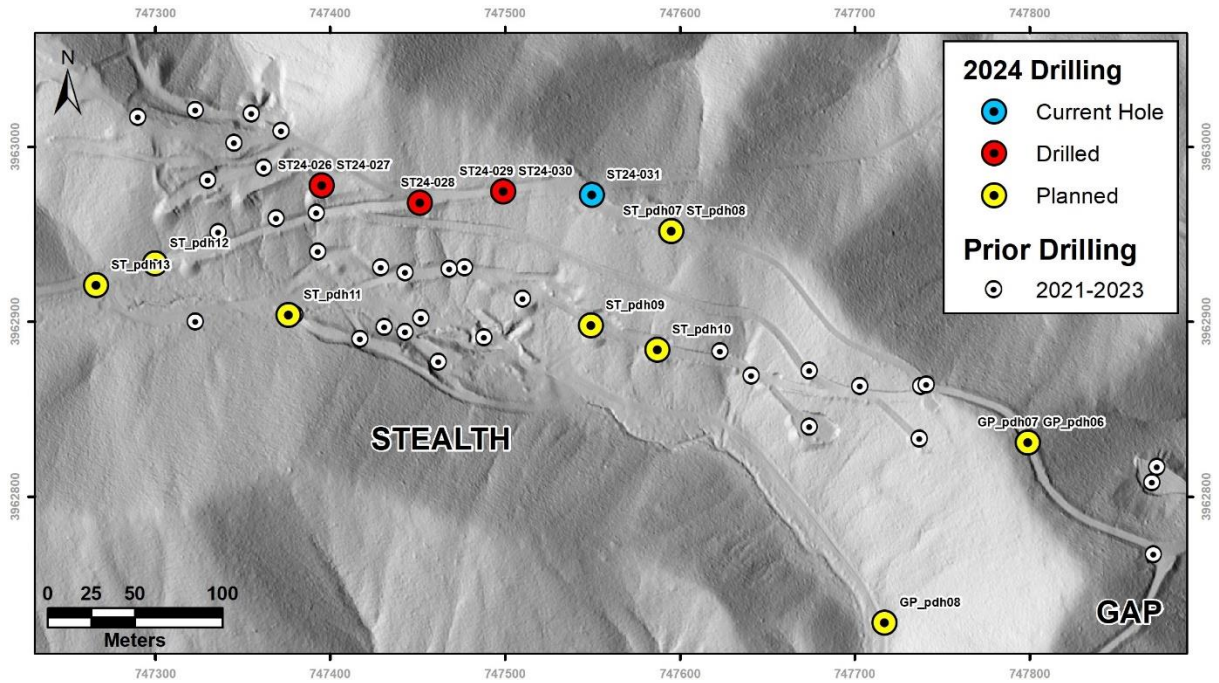 747300 747400 747500 747600 747700 747800
2024 Drilling
Current Hole
Drilled
Planned
Prior Drilling
2021-2023
N
3963000
3963000
ST24-026 ST24-027
ST24-028
ST24-029 ST24-030
ST24-031
ST_pdh07 ST_pdh08
ST_pdh12
ST_pdh13
ST_pdh11
3962900
3962900
ST_pdh09
ST_pdh10
STEALTH
GP_pdh07 GP_pdh06
3962800
3962800
GP_pdh08
GAP
0 25 50 100
Meters
747300 747400 747500 747600 747700 747800